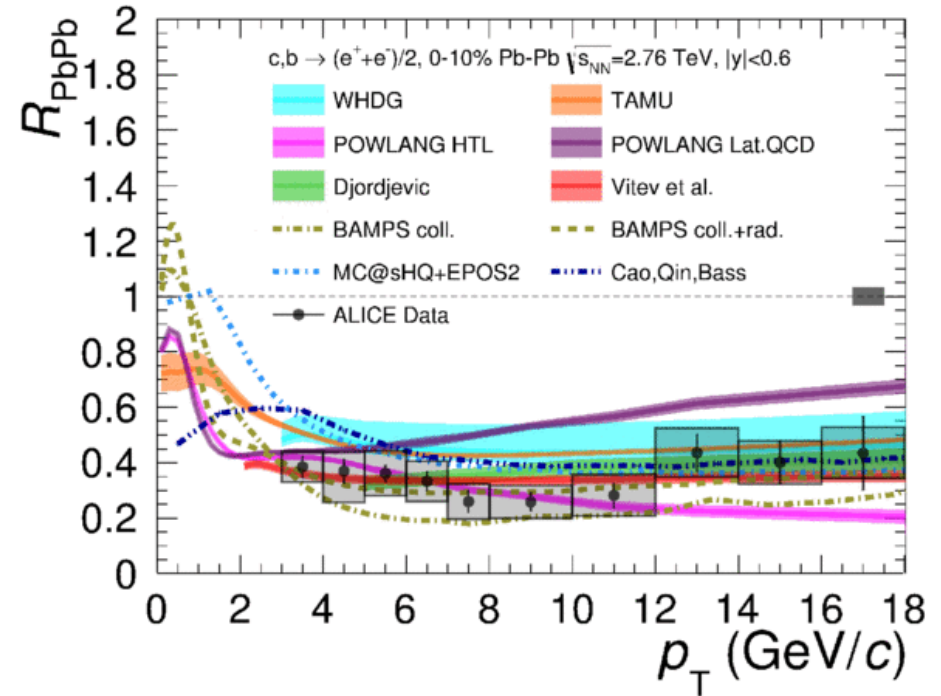 R_PbPb
2
1.8
1.6
1.4
1.2
1
0.8
0.6
0.4
0.2
0
c,b → (e⁺+e⁻)/2, 0-10% Pb-Pb √s_NN=2.76 TeV, |y|<0.6
WHDG TAMU
POWLANG HTL POWLANG Lat.QCD
Djordjevic Vitev et al.
BAMPS coll. BAMPS coll.+rad.
MC@sHQ+EPOS2 Cao,Qin,Bass
ALICE Data
0 2 4 6 8 10 12 14 16 18
p_T (GeV/c)